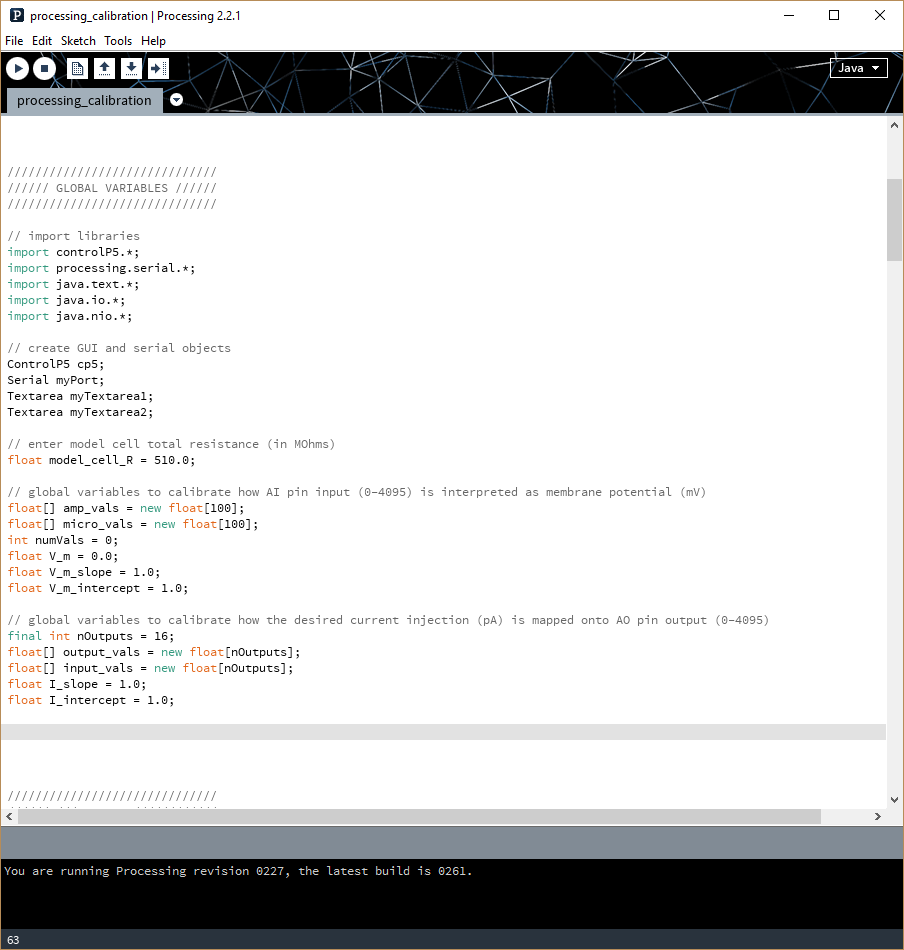 processing_calibration | Processing 2.2.1
File Edit Sketch Tools Help
Java
processing_calibration
//////////////////////////////
////// GLOBAL VARIABLES //////
//////////////////////////////
// import libraries
import controlP5.*;
import processing.serial.*;
import java.text.*;
import java.io.*;
import java.nio.*;
// create GUI and serial objects
ControlP5 cp5;
Serial myPort;
Textarea myTextarea1;
Textarea myTextarea2;
// enter model cell total resistance (in MOhms)
float model_cell_R = 510.0;
// global variables to calibrate how AI pin input (0-4095) is interpreted as membrane potential (mV)
float[] amp_vals = new float[100];
float[] micro_vals = new float[100];
int numVals = 0;
float V_m = 0.0;
float V_m_slope = 1.0;
float V_m_intercept = 1.0;
// global variables to calibrate how the desired current injection (pA) is mapped onto AO pin output (0-4095)
final int nOutputs = 16;
float[] output_vals = new float[nOutputs];
float[] input_vals = new float[nOutputs];
float I_slope = 1.0;
float I_intercept = 1.0;
//////////////////////////////
You are running Processing revision 0227, the latest build is 0261.
63